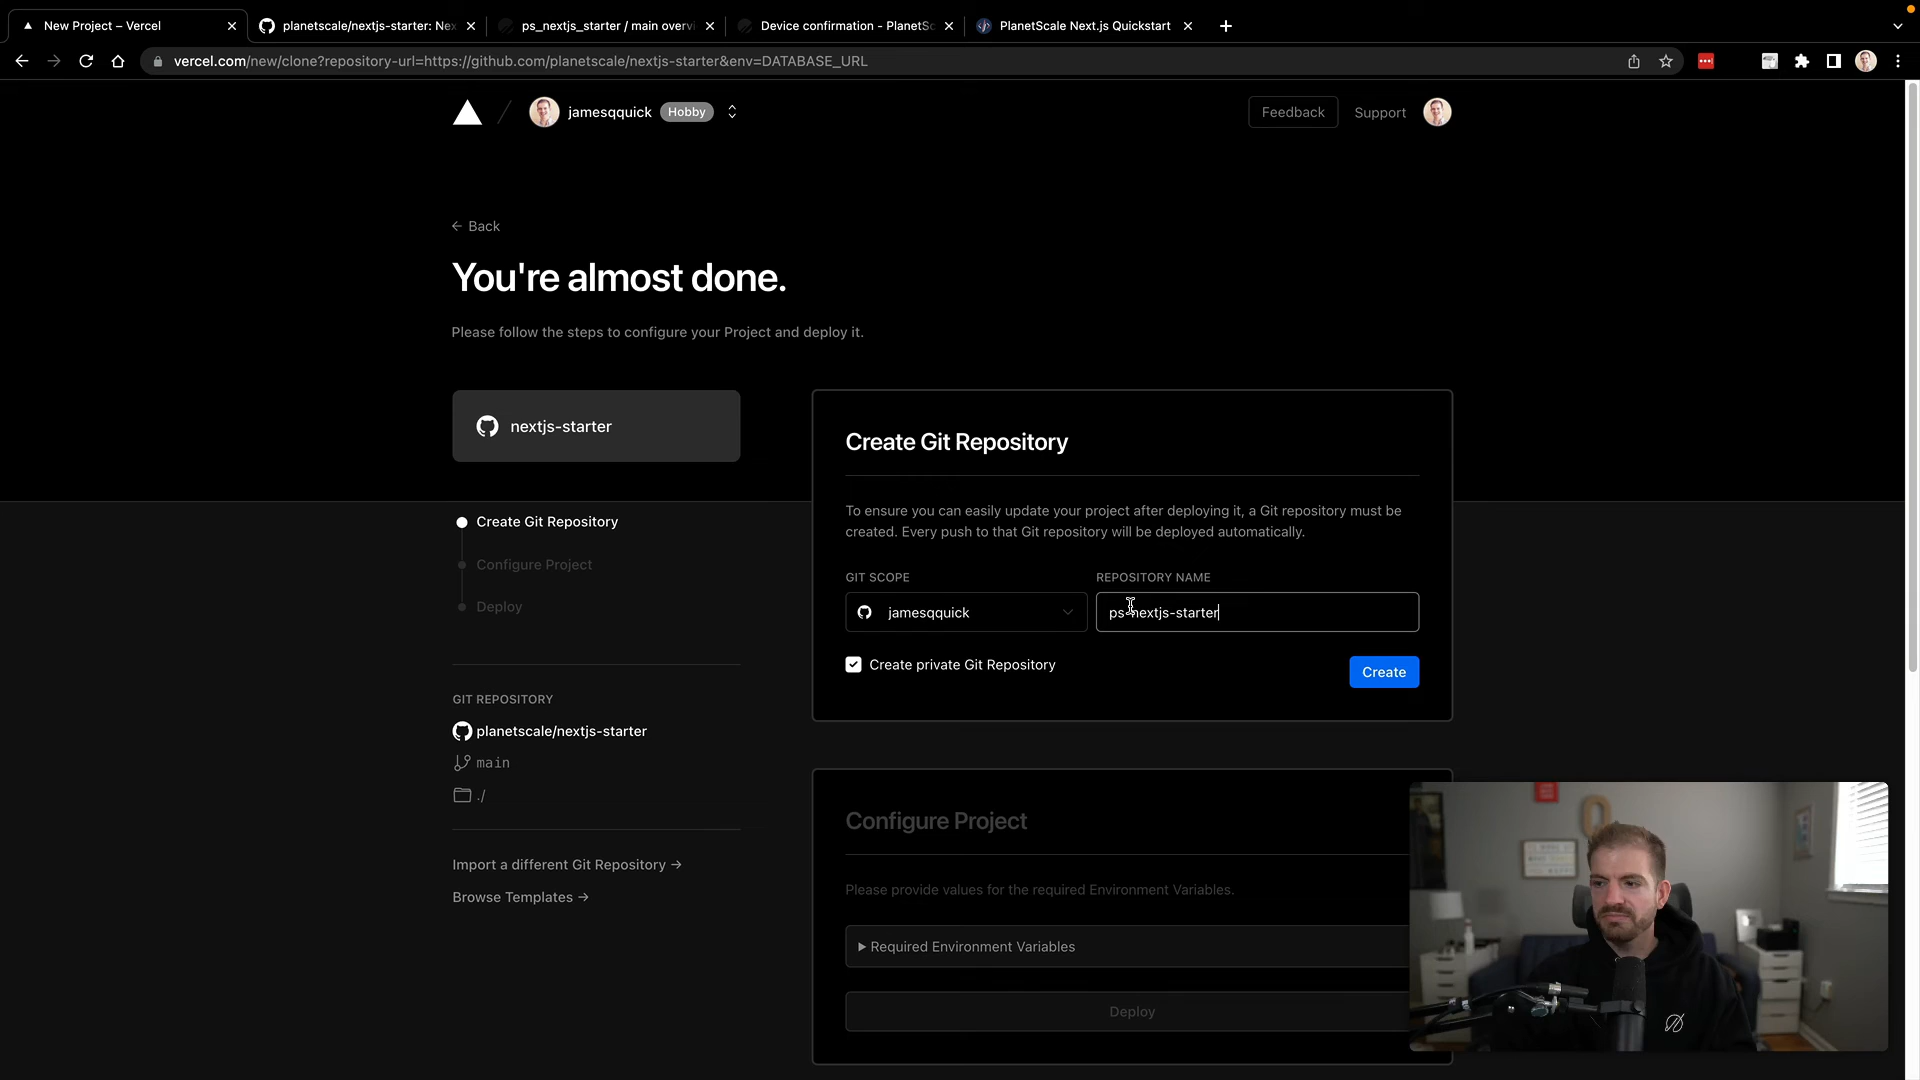 New Project – Vercel
planetscale/nextjs-starter: Nex
ps_nextjs_starter / main overvi
Device confirmation - PlanetSc
PlanetScale Next.js Quickstart
vercel.com/new/clone?repository-url=https://github.com/planetscale/nextjs-starter&env=DATABASE_URL
jamesqquick
Hobby
Feedback
Support
← Back
You're almost done.
Please follow the steps to configure your Project and deploy it.
nextjs-starter
Create Git Repository
Configure Project
Deploy
GIT REPOSITORY
planetscale/nextjs-starter
main
./
Import a different Git Repository →
Browse Templates →
Create Git Repository
To ensure you can easily update your project after deploying it, a Git repository must be
created. Every push to that Git repository will be deployed automatically.
GIT SCOPE
REPOSITORY NAME
jamesqquick
ps-nextjs-starter
Create private Git Repository
Create
Configure Project
Please provide values for the required Environment Variables.
Required Environment Variables
Deploy